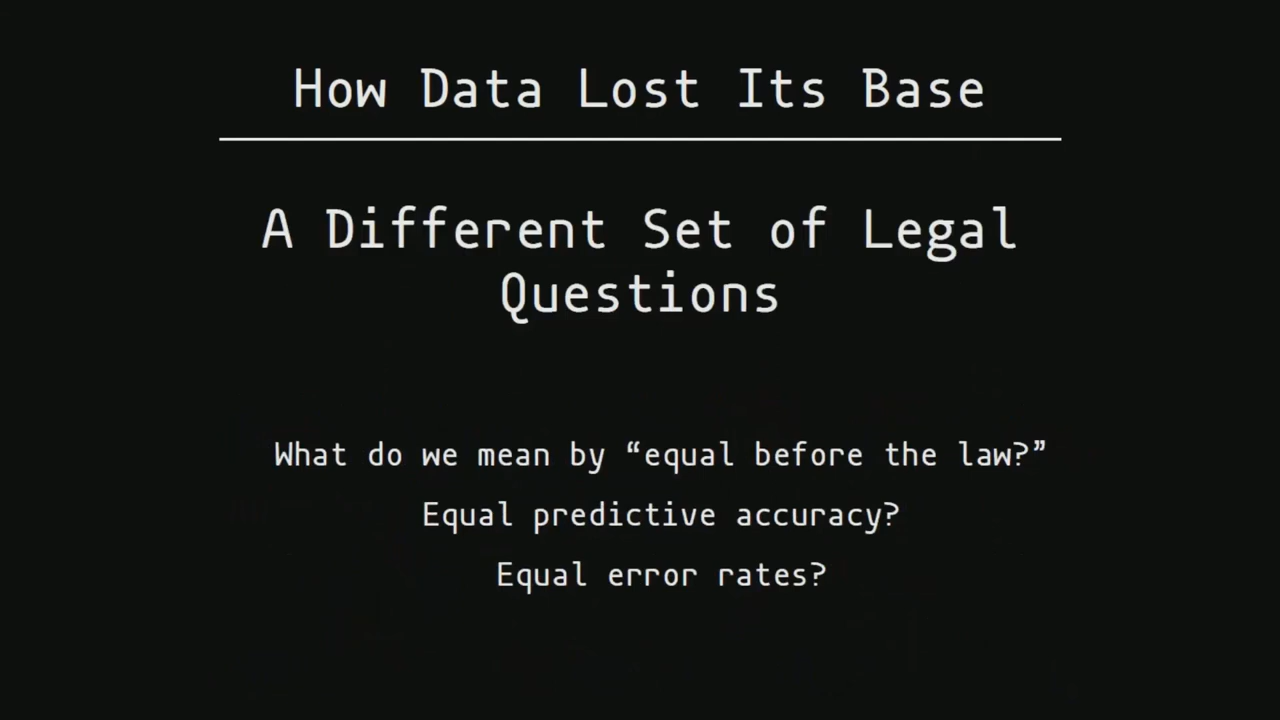 How Data Lost Its Base
A Different Set of Legal
Questions
What do we mean by “equal before the law?”
Equal predictive accuracy?
Equal error rates?